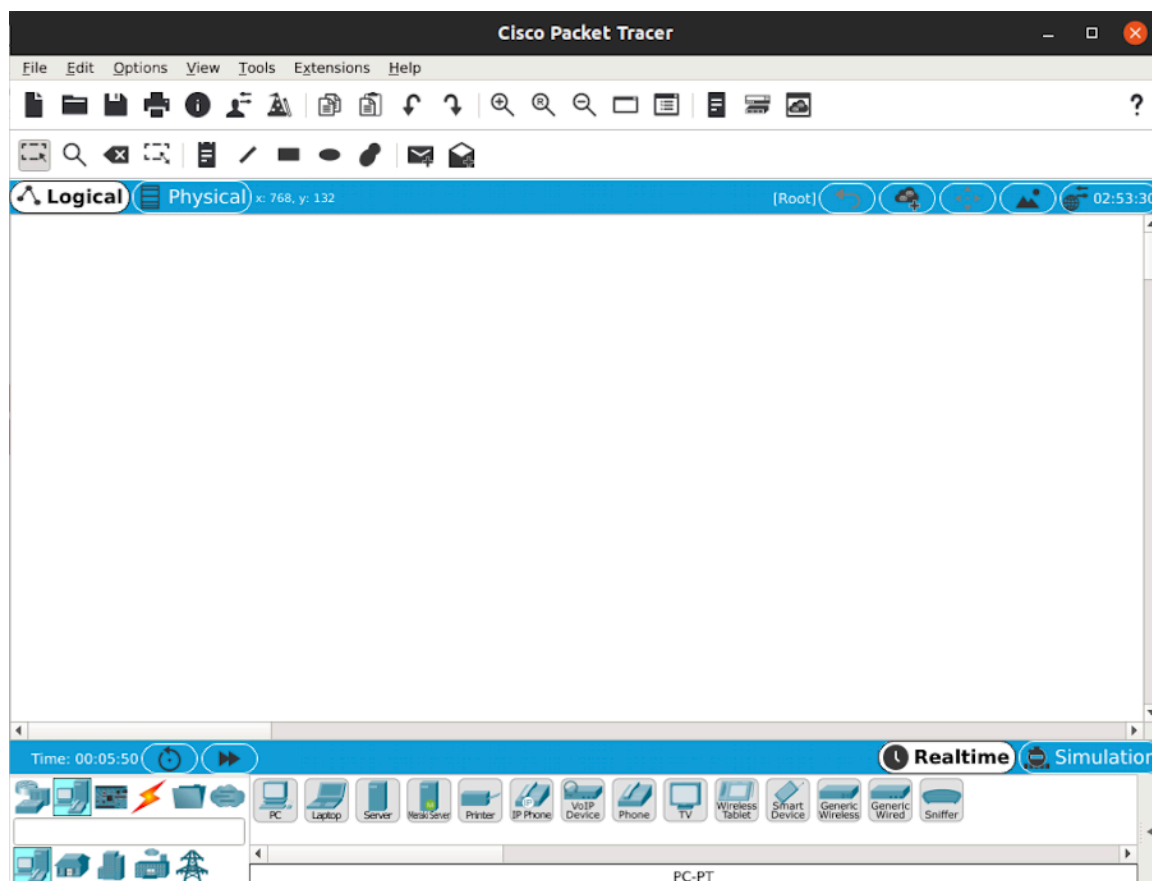 Cisco Packet Tracer
File Edit Options View Tools Extensions Help
?
Logical Physical x: 768, y: 132 [Root] 02:53:30
Time: 00:05:50 Realtime Simulation
PC Laptop Server Meraki Server Printer IP Phone VoIP Device Phone TV Wireless Tablet Smart Device Generic Wireless Generic Wired Sniffer
PC-PT